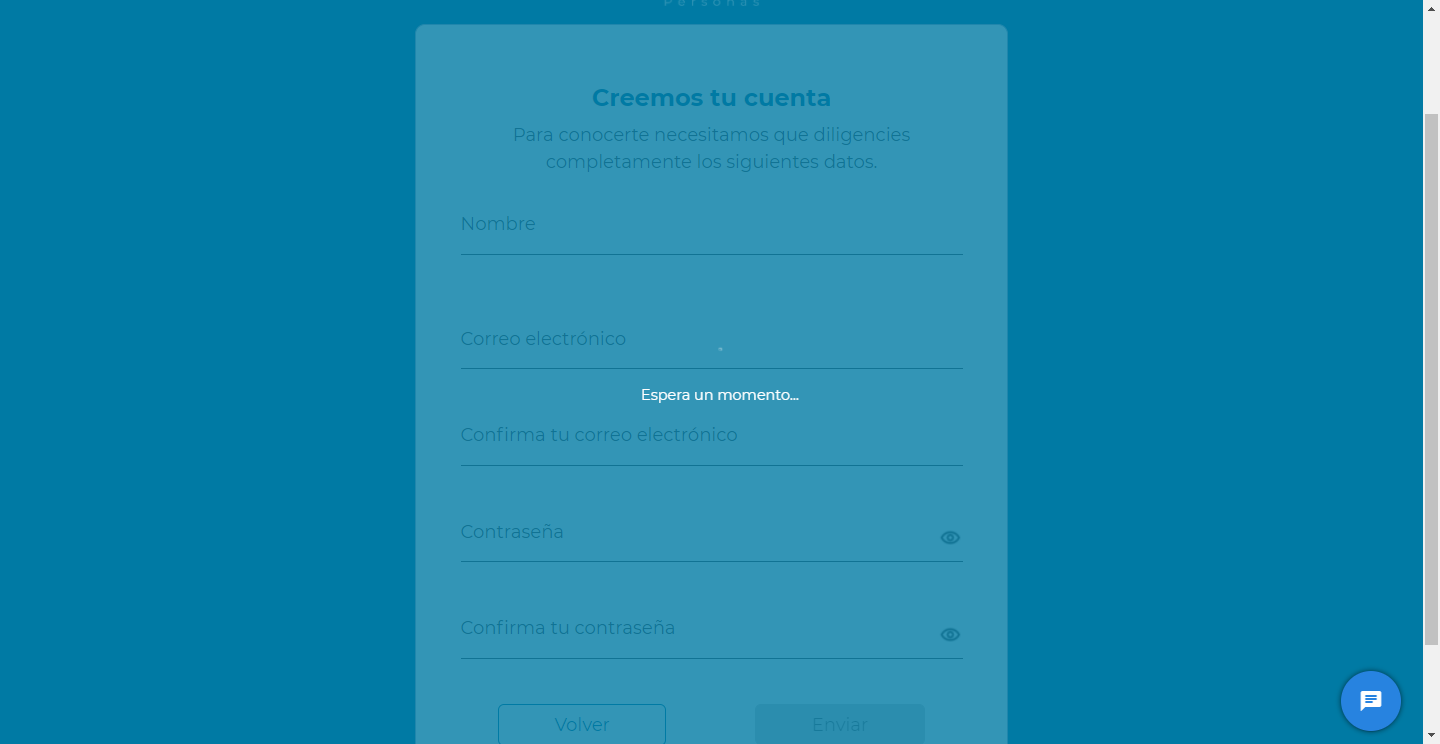 Personas
Creemos tu cuenta
Para conocerte necesitamos que diligencies
completamente los siguientes datos.
Nombre
Correo electrónico
Espera un momento...
Confirma tu correo electrónico
Contraseña
Confirma tu contraseña
Volver
Enviar